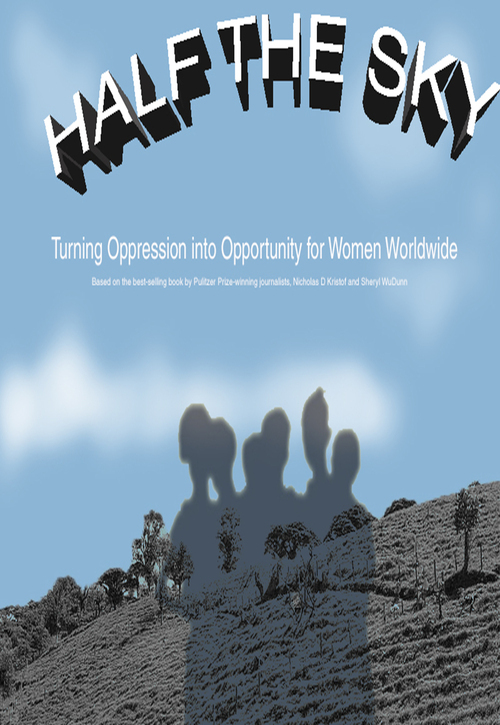 HALF THE SKY
Turning Oppression into Opportunity for Women Worldwide
Based on the best-selling book by Pulitzer Prize-winning journalists, Nicholas D Kristof and Sheryl WuDunn